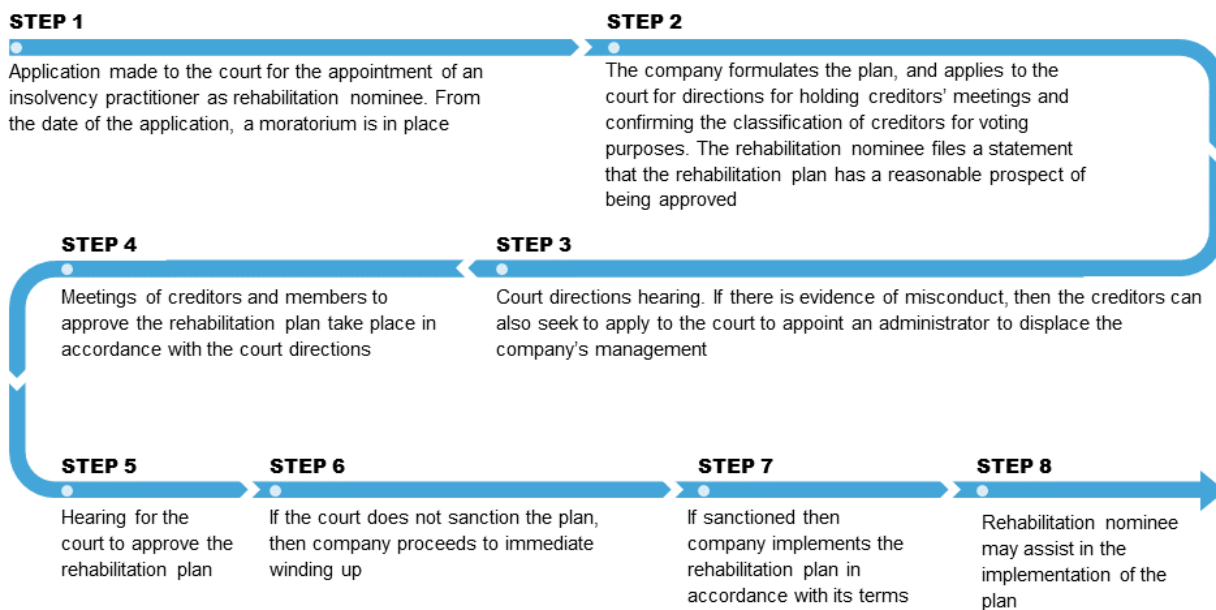 STEP 1
Application made to the court for the appointment of an
insolvency practitioner as rehabilitation nominee. From
the date of the application, a moratorium is in place
STEP 2
The company formulates the plan, and applies to the
court for directions for holding creditors’ meetings and
confirming the classification of creditors for voting
purposes. The rehabilitation nominee files a statement
that the rehabilitation plan has a reasonable prospect of
being approved
STEP 3
Court directions hearing. If there is evidence of misconduct, then the creditors can
also seek to apply to the court to appoint an administrator to displace the
company’s management
STEP 4
Meetings of creditors and members to
approve the rehabilitation plan take place in
accordance with the court directions
STEP 5
Hearing for the
court to approve the
rehabilitation plan
STEP 6
If the court does not sanction the plan,
then company proceeds to immediate
winding up
STEP 7
If sanctioned then
company implements the
rehabilitation plan in
accordance with its terms
STEP 8
Rehabilitation nominee
may assist in the
implementation of the
plan